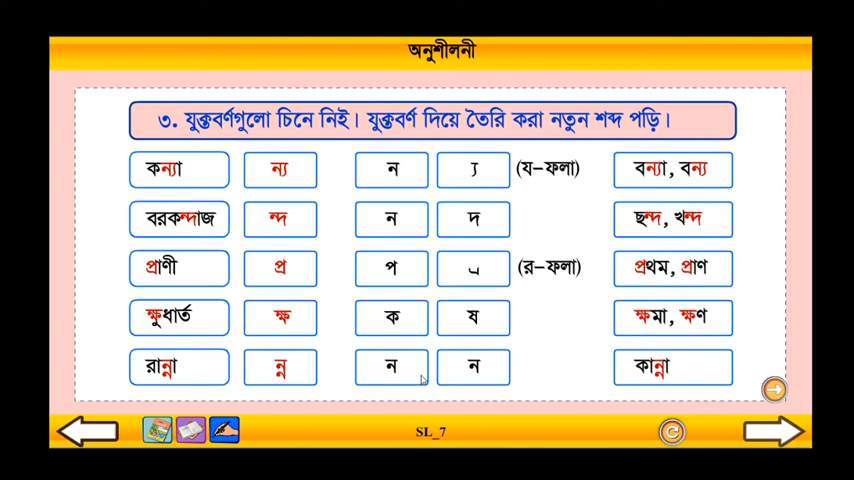 অনুশীলনী
৩. যুক্তবর্ণগুলো চিনে নিই। যুক্তবর্ণ দিয়ে তৈরি করা নতুন শব্দ পড়ি।
কন্যা ন্য ন ্য (য-ফলা) বন্যা, বন্য
বরকন্দাজ ন্দ ন দ ছন্দ, খন্দ
প্রাণী প্র প ্র (র-ফলা) প্রথম, প্রাণ
ক্ষুধার্ত ক্ষ ক ষ ক্ষমা, ক্ষণ
রান্না ন্ন ন ন কান্না
SL_7